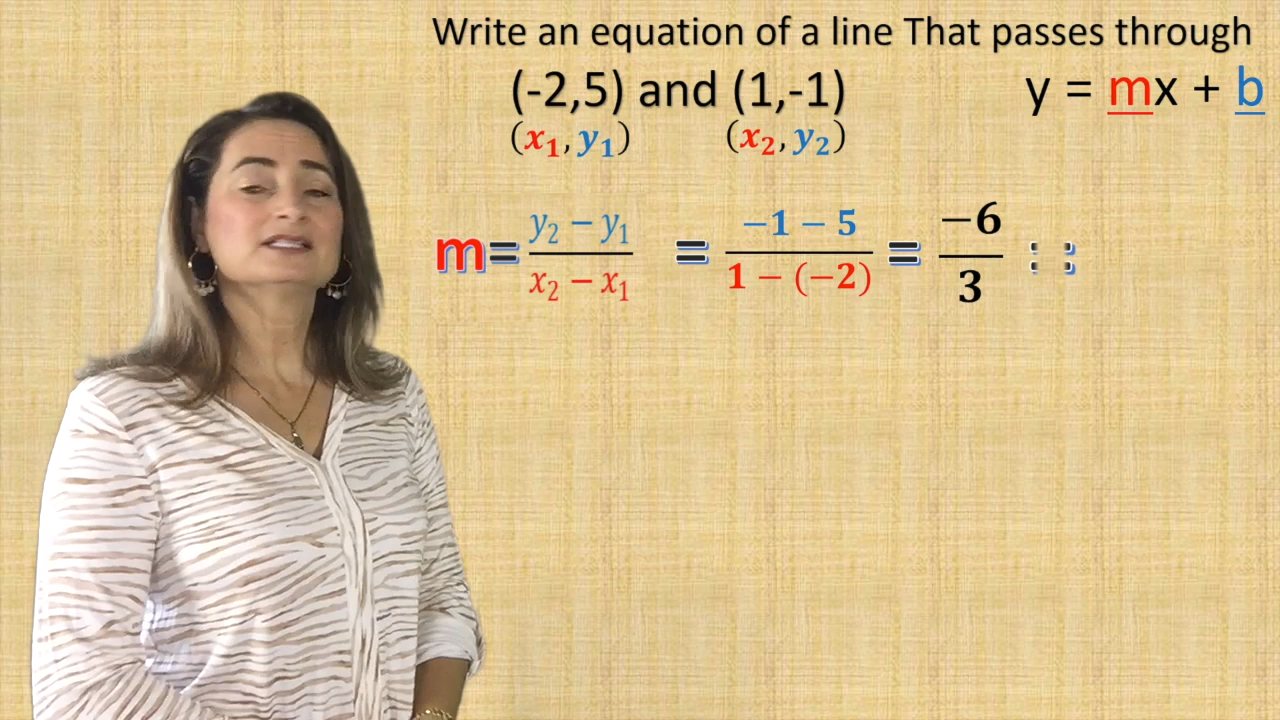 Write an equation of a line That passes through
(-2,5) and (1,-1) y = mx + b
(x₁, y₁) (x₂, y₂)
m= y₂ − y₁ / x₂ − x₁ = −1 − 5 / 1 − (−2) = −6 / 3